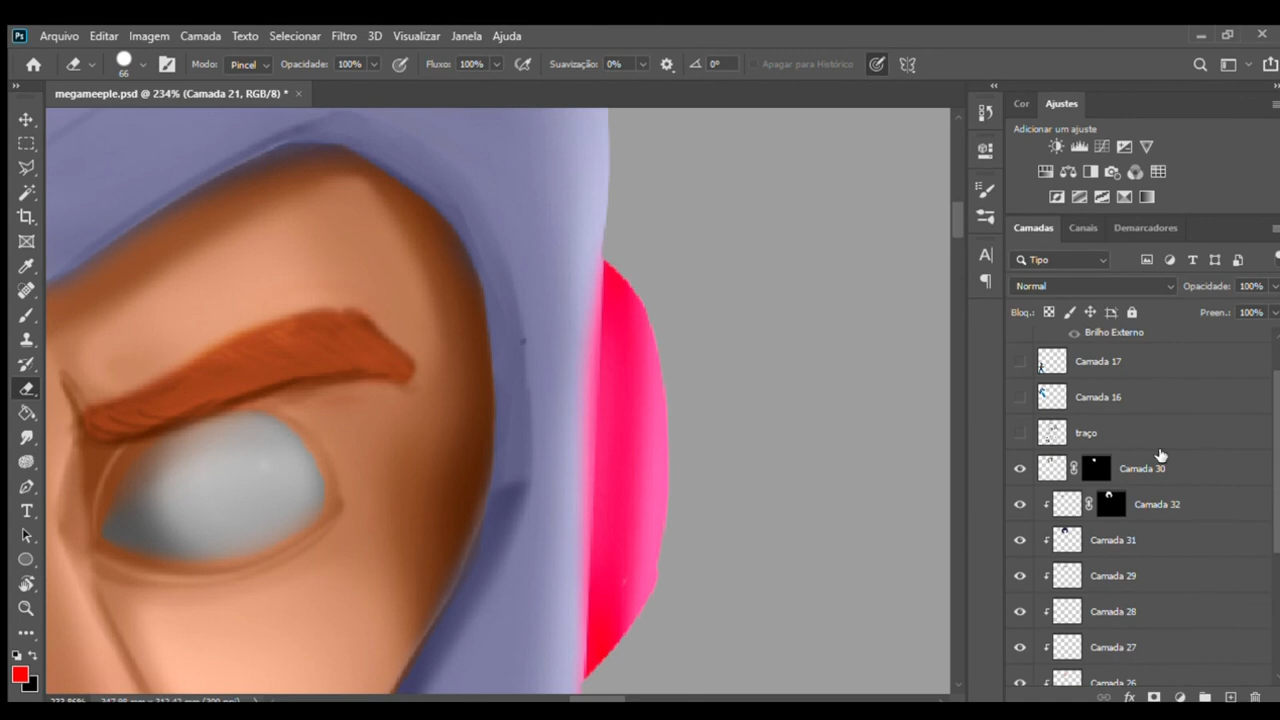 Ps Arquivo Editar Imagem Camada Texto Selecionar Filtro 3D Visualizar Janela Ajuda
66 Modo: Pincel Opacidade: 100% Fluxo: 100% Suavização: 0% 0° Apagar para Histórico
megameeple.psd @ 234% (Camada 21, RGB/8) *
Cor Ajustes
Adicionar um ajuste
Camadas Canais Demarcadores
Tipo
Normal Opacidade: 100%
Bloq.: Preen.: 100%
Brilho Externo
Camada 17
Camada 16
traço
Camada 30
Camada 32
Camada 31
Camada 29
Camada 28
Camada 27
Camada 26